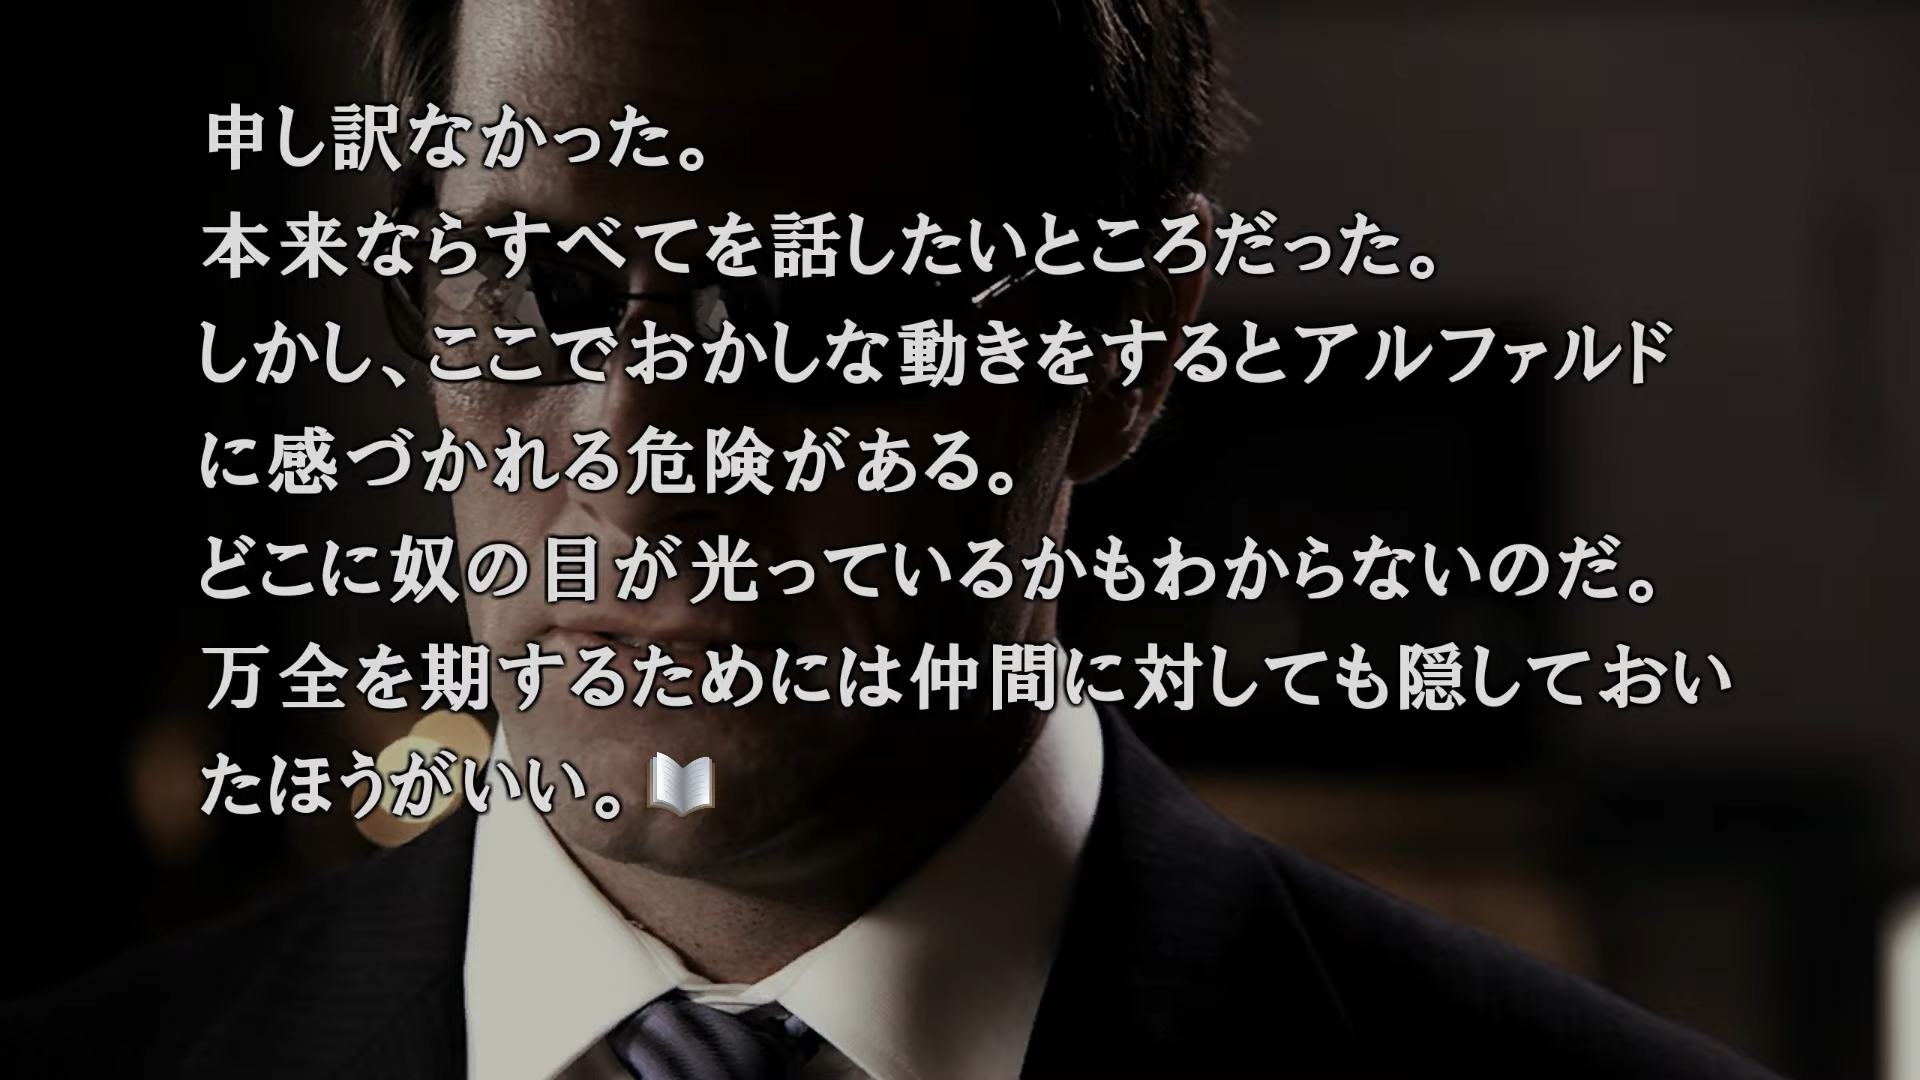 申し訳なかった。
本来ならすべてを話したいところだった。
しかし、ここでおかしな動きをするとアルファルド
に感づかれる危険がある。
どこに奴の目が光っているかもわからないのだ。
万全を期するためには仲間に対しても隠しておい
たほうがいい。